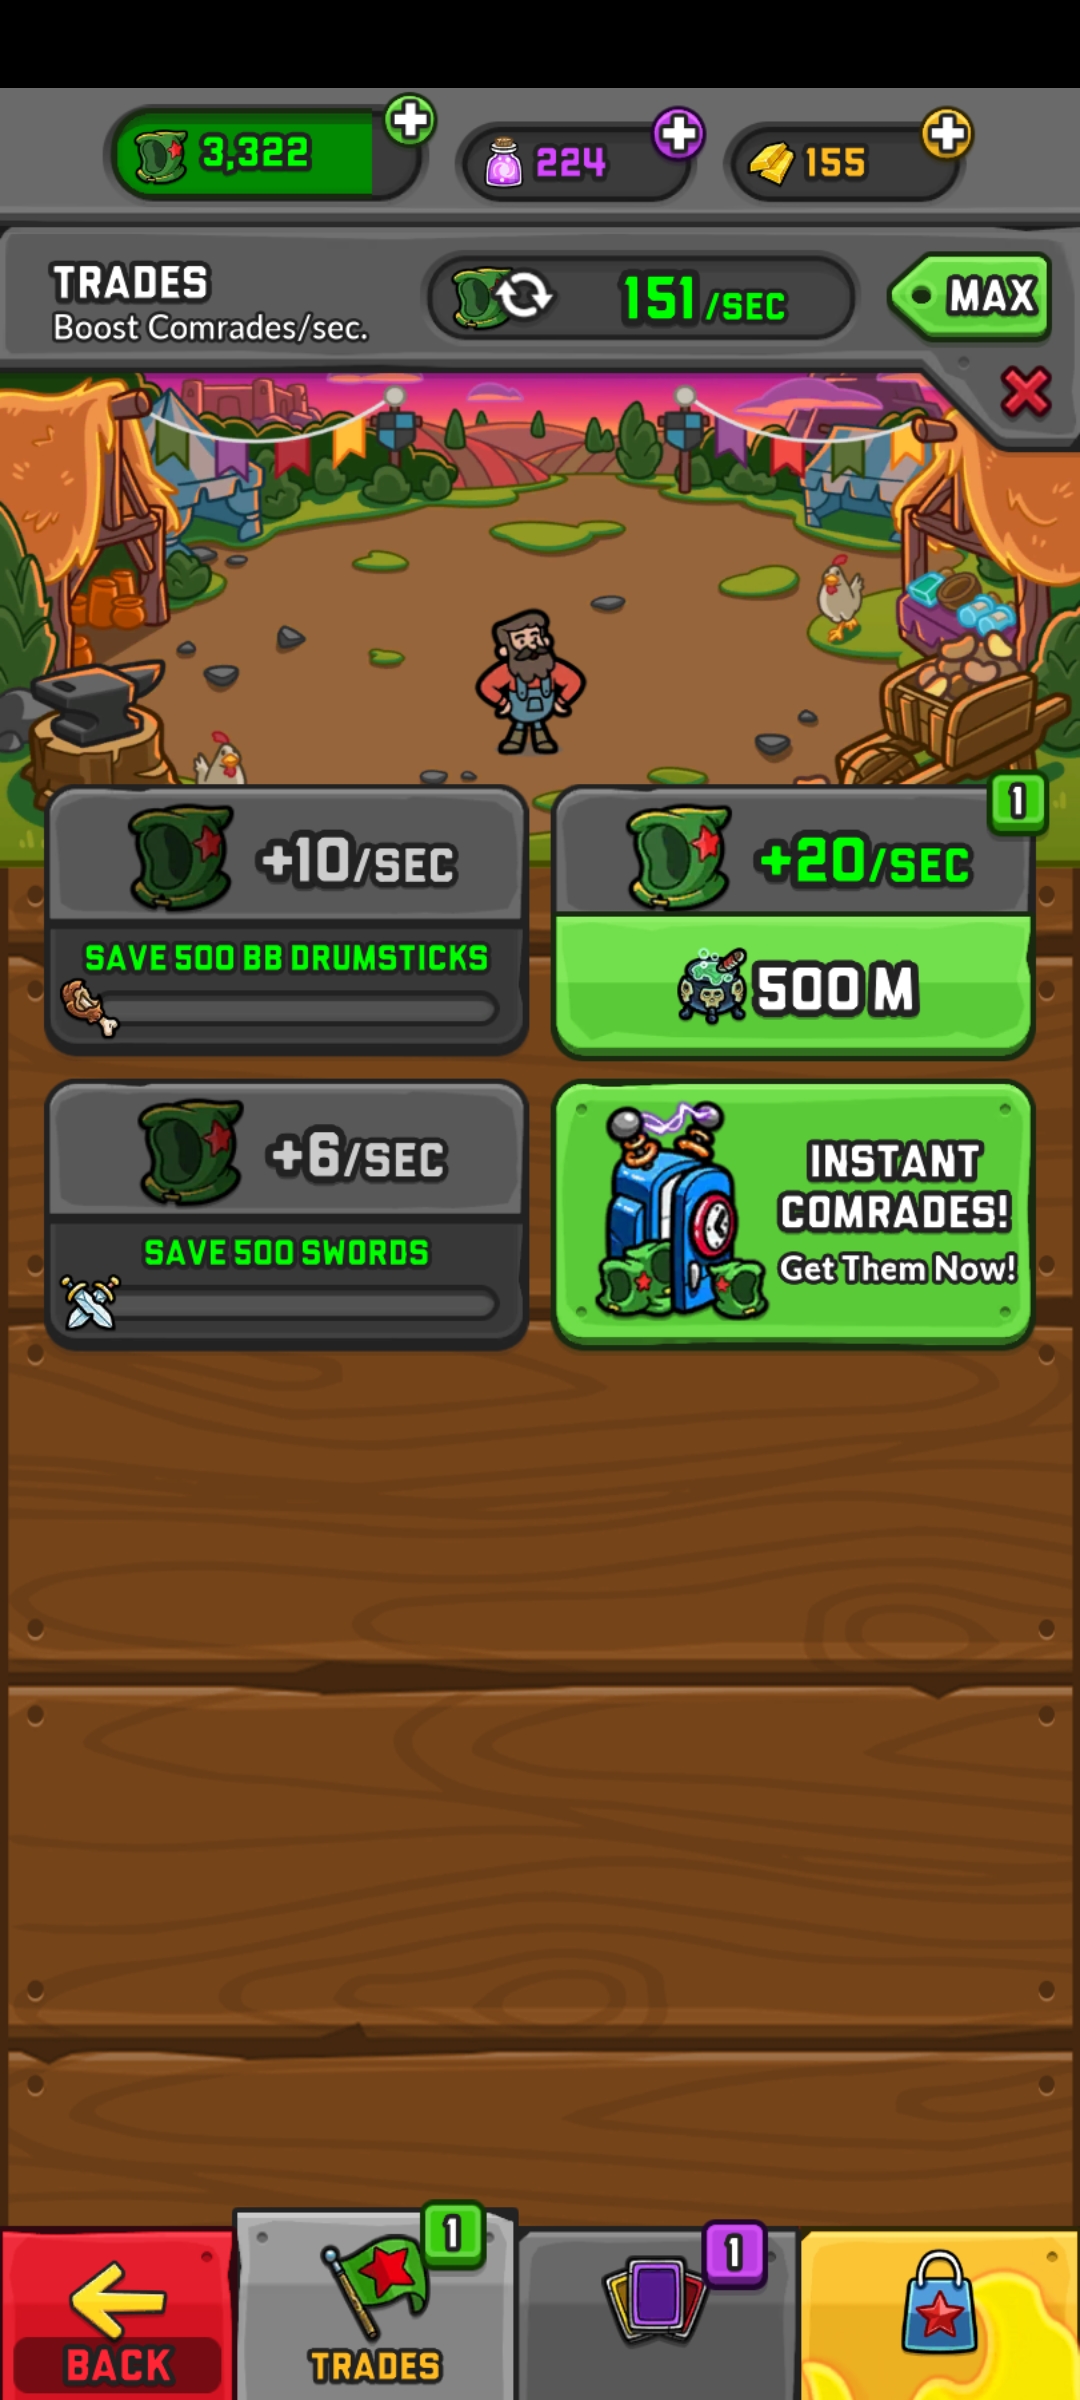 3,322
224
155
TRADES
Boost Comrades/sec.
151/SEC
MAX
+10/SEC
SAVE 500 BB DRUMSTICKS
1
+20/SEC
500 M
+6/SEC
SAVE 500 SWORDS
INSTANT
COMRADES!
Get Them Now!
BACK
1
TRADES
1